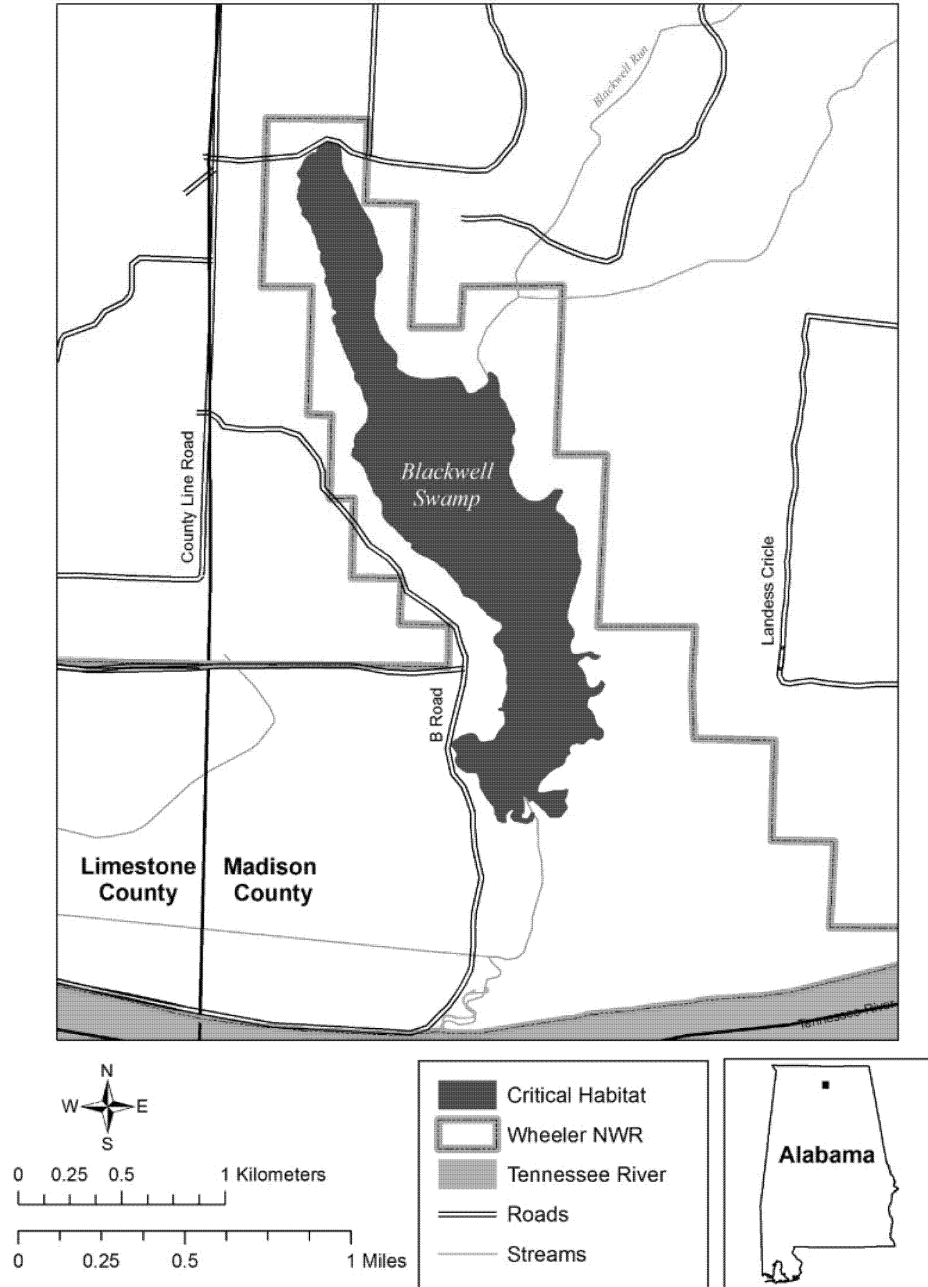 Blackwell Run
County Line Road
Blackwell
Swamp
Landess Cricle
B Road
Limestone
County
Madison
County
Tennessee River
N
W
E
S
0
0.25
0.5
1 Kilometers
0
0.25
0.5
1 Miles
Critical Habitat
Wheeler NWR
Tennessee River
Roads
Streams
Alabama